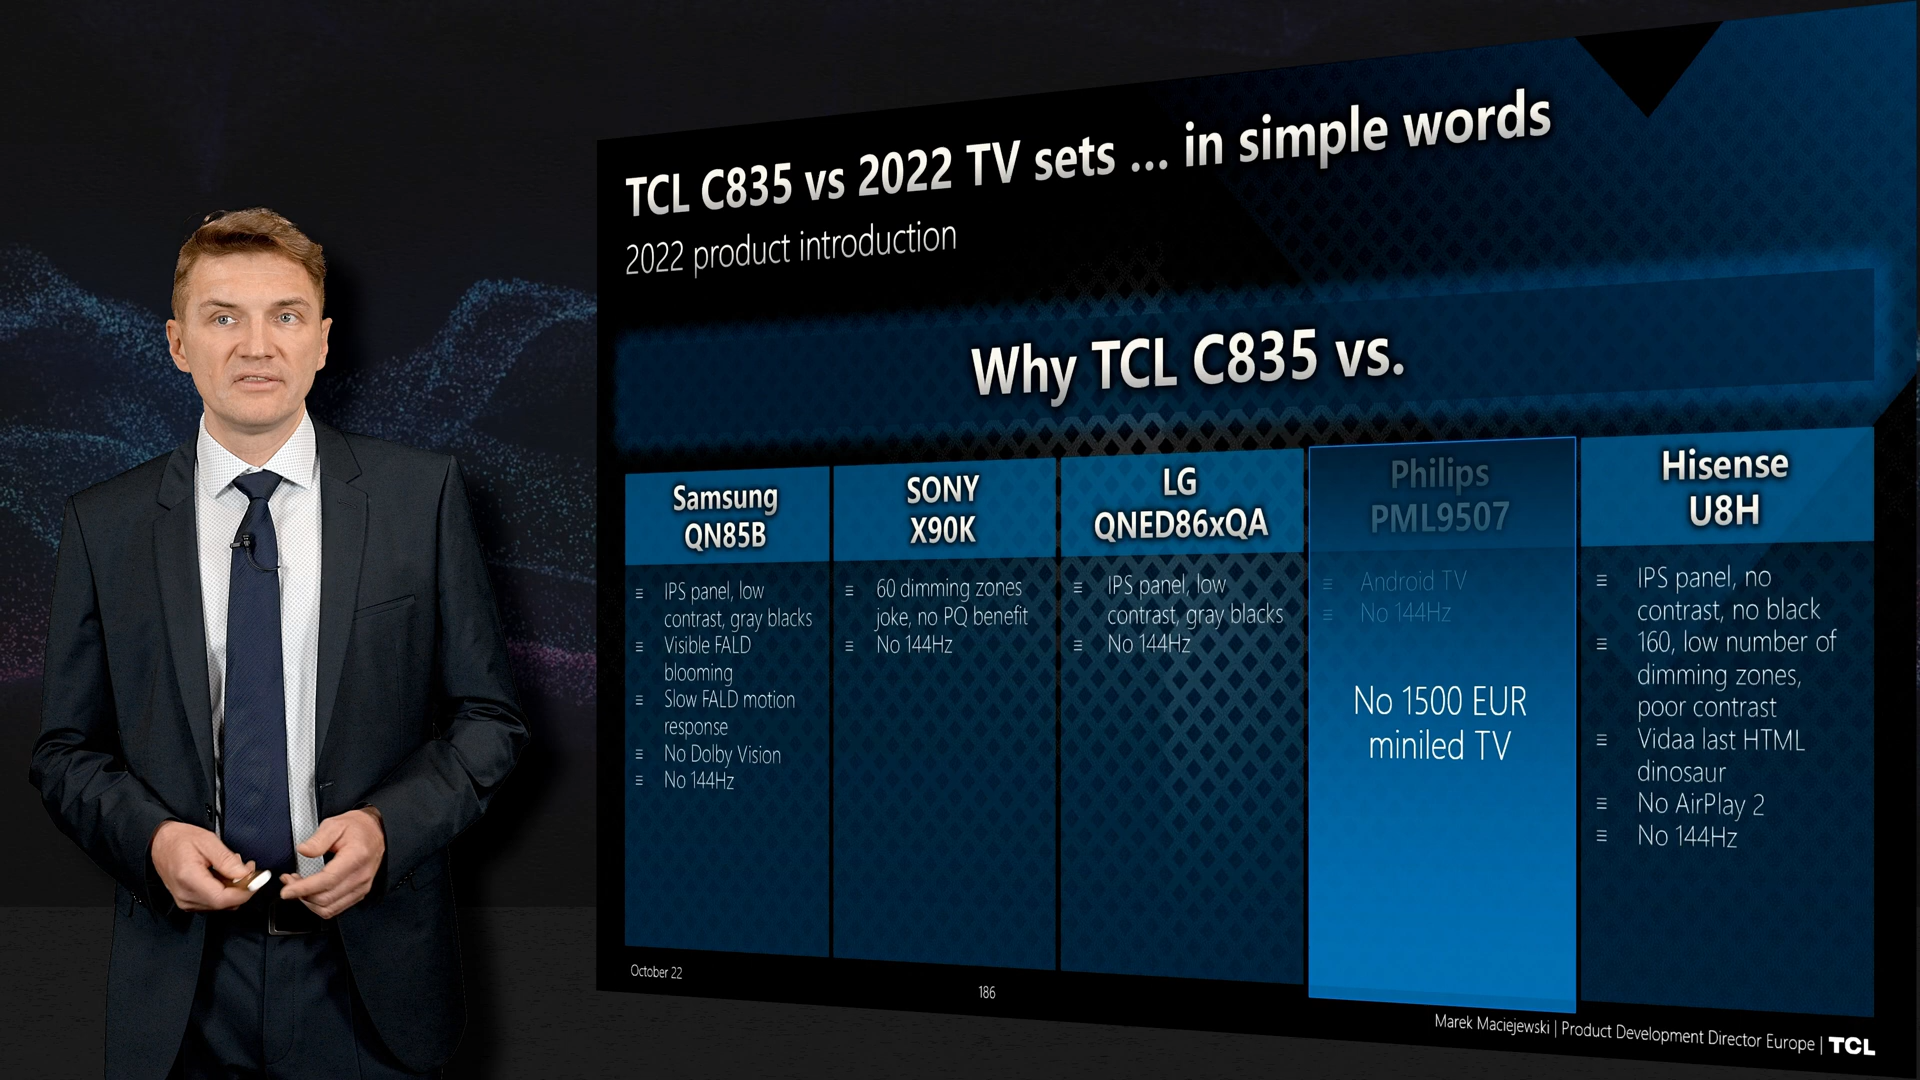 TCL C835 vs 2022 TV sets ... in simple words
2022 product introduction
Why TCL C835 vs.
Samsung
QN85B
≡ IPS panel, low
contrast, gray blacks
≡ Visible FALD
blooming
≡ Slow FALD motion
response
≡ No Dolby Vision
≡ No 144Hz
SONY
X90K
≡ 60 dimming zones
joke, no PQ benefit
≡ No 144Hz
LG
QNED86xQA
≡ IPS panel, low
contrast, gray blacks
≡ No 144Hz
Philips
PML9507
≡ Android TV
≡ No 144Hz
No 1500 EUR
miniled TV
Hisense
U8H
≡ IPS panel, no
contrast, no black
≡ 160, low number of
dimming zones,
poor contrast
≡ Vidaa last HTML
dinosaur
≡ No AirPlay 2
≡ No 144Hz
October 22
186
Marek Maciejewski | Product Development Director Europe | TCL